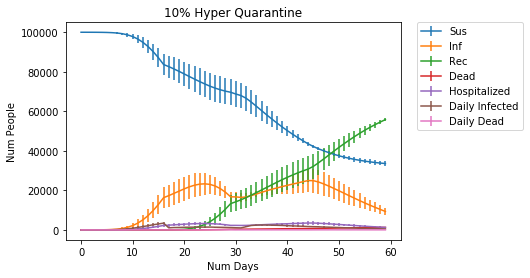 10% Hyper Quarantine
Num People
100000
80000
60000
40000
20000
0
0 10 20 30 40 50 60
Num Days
Sus
Inf
Rec
Dead
Hospitalized
Daily Infected
Daily Dead